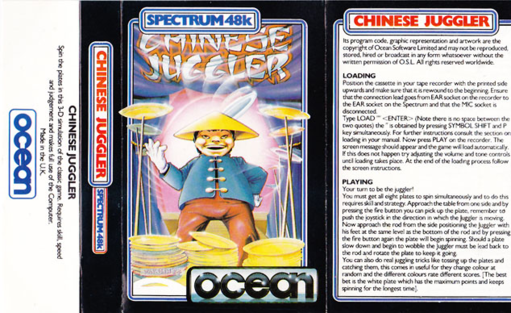 Spin the plates in this 3-D simulation of the classic game. Requires skill, speed
and judgement and makes full use of the Computer.
Made in the U.K.
CHINESE JUGGLER
ocean
CHINESE JUGGLER
SPECTRUM 48k
SPECTRUM 48k
CHINESE
JUGGLER
ocean
CHINESE JUGGLER
Its program code, graphic representation and artwork are the
copyright of Ocean Software Limited and may not be reproduced,
stored, hired or broadcast in any form whatsoever without the
written permission of O.S.L. All rights reserved worldwide.
LOADING
Position the cassette in your tape recorder with the printed side
upwards and make sure that it is rewound to the beginning. Ensure
that the connection lead goes from EAR socket on the recorder to
the EAR socket on the Spectrum and that the MIC socket is
disconnected.
Type LOAD "" <ENTER> (Note there is no space between the
two quotes) the " is obtained by pressing SYMBOL SHIFT and P
key simultaneously. For further instructions consult the section on
loading in your manual. Now press PLAY on the recorder. The
screen message should appear and the game will load automatically.
If this does not happen try adjusting the volume and tone controls
until loading takes place. At the end of the loading process follow
the screen instructions.
PLAYING
Your turn to be the juggler!
You must get all eight plates to spin simultaneously and to do this
requires skill and strategy. Approach the table from one side and by
pressing the fire button you can pick up the plate, remember to
push the joystick in the direction in which the Juggler is moving.
Now approach the rod from the side positioning the Juggler with
his feet at the same level as the bottom of the rod and by pressing
the fire button again the plate will begin spinning. Should a plate
slow down and begin to wobble the Juggler must be lead back to
the rod and rotate the plate to keep it going.
You can also do real juggling tricks like tossing up the plates and
catching them, this comes in useful for they change colour at
random and the different colours rate different scores. [The best
bet is the white plate which has the maximum points and keeps
spinning for the longest time].